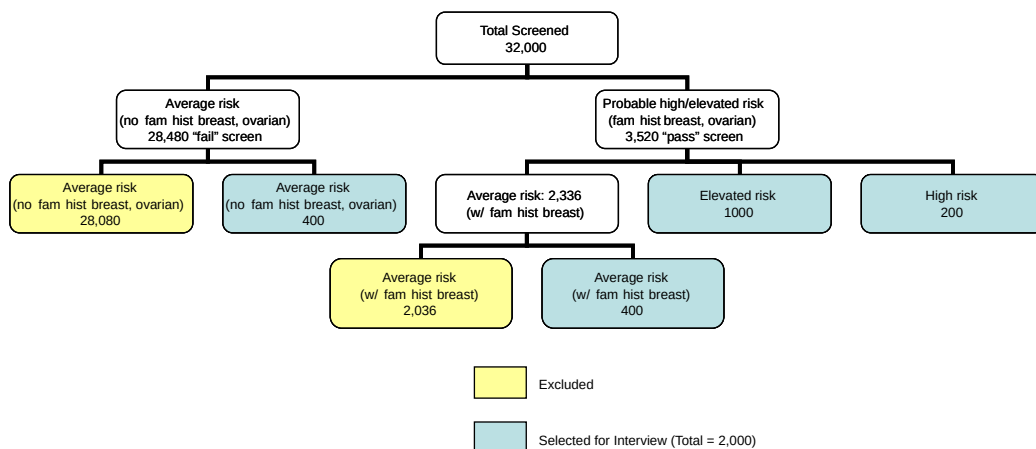 Total Screened
32,000
Average risk
(no fam hist breast, ovarian)
28,480 “fail” screen
Probable high/elevated risk
(fam hist breast, ovarian)
3,520 “pass” screen
Average risk
(no fam hist breast, ovarian)
28,080
Average risk
(no fam hist breast, ovarian)
400
Average risk: 2,336
(w/ fam hist breast)
Elevated risk
1000
High risk
200
Average risk
(w/ fam hist breast)
2,036
Average risk
(w/ fam hist breast)
400
Excluded
Selected for Interview (Total = 2,000)